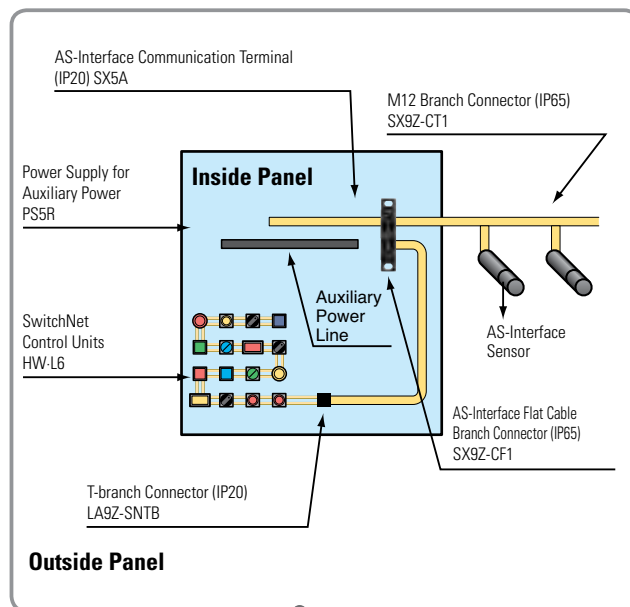 AS-Interface Communication Terminal
(IP20) SX5A
M12 Branch Connector (IP65)
SX9Z-CT1
Power Supply for
Auxiliary Power
PS5R
Inside Panel
Auxiliary
Power
Line
SwitchNet
Control Units
HW-L6
AS-Interface
Sensor
AS-Interface Flat Cable
Branch Connector (IP65)
SX9Z-CF1
T-branch Connector (IP20)
LA9Z-SNTB
Outside Panel